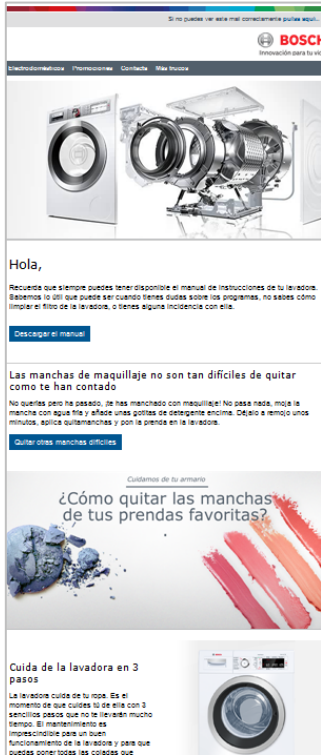 Si no puedes ver este mail correctamente pulsa aquí.
BOSCH
Innovación para tu vid
Electrodomésticos Promociones Contacta Más trucos
Hola,
Recuerda que siempre puedes tener disponible el manual de instrucciones de tu lavadora.
Sabemos lo útil que puede ser cuando tienes dudas sobre los programas, no sabes cómo
limpiar el filtro de la lavadora, o tienes alguna incidencia con ella.
Descargar el manual
Las manchas de maquillaje no son tan difíciles de quitar
como te han contado
No querías pero ha pasado, ¡te has manchado con maquillaje! No pasa nada, moja la
mancha con agua fría y añade unas gotitas de detergente encima. Déjalo a remojo unos
minutos, aplica quitamanchas y pon la prenda en la lavadora.
Quitar otras manchas difíciles
Cuidamos de tu armario
¿Cómo quitar las manchas
de tus prendas favoritas?
Cuida de la lavadora en 3
pasos
La lavadora cuida de tu ropa. Es el
momento de que cuides tú de ella con 3
sencillos pasos que no te llevarán mucho
tiempo. El mantenimiento es
imprescindible para un buen
funcionamiento de la lavadora y para que
puedas poner todas las coladas que